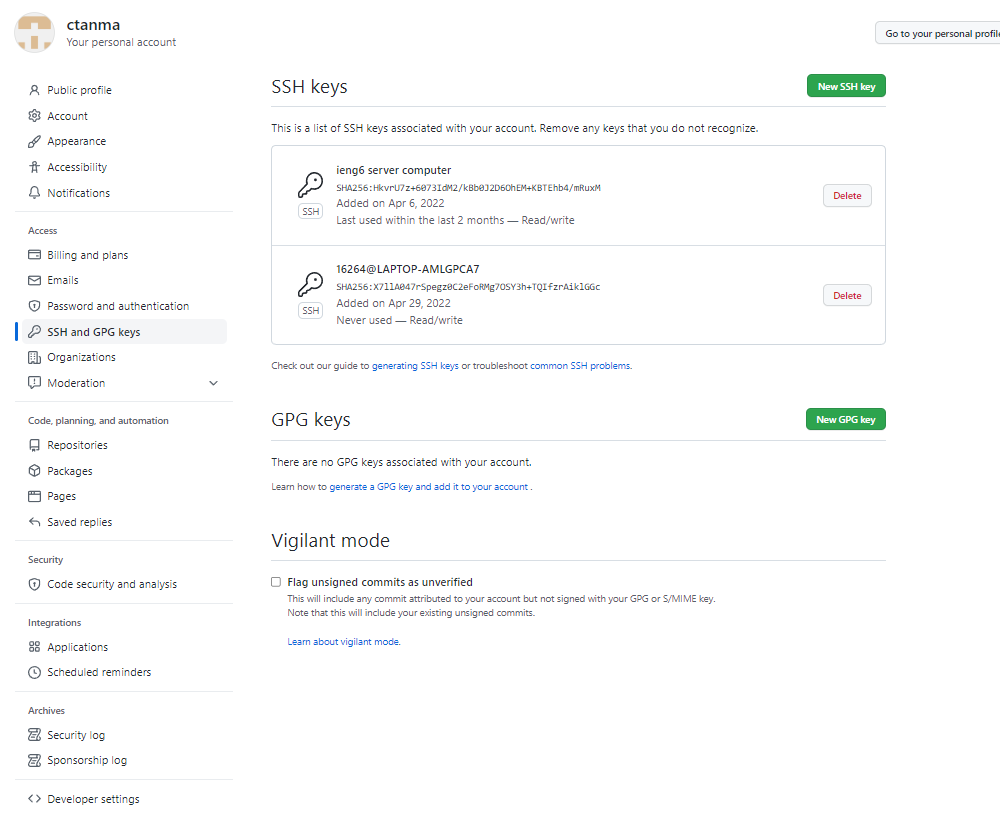 ctanma
Your personal account
Go to your personal profile
Public profile
Account
Appearance
Accessibility
Notifications
Access
Billing and plans
Emails
Password and authentication
SSH and GPG keys
Organizations
Moderation
Code, planning, and automation
Repositories
Packages
Pages
Saved replies
Security
Code security and analysis
Integrations
Applications
Scheduled reminders
Archives
Security log
Sponsorship log
Developer settings
SSH keys
New SSH key
This is a list of SSH keys associated with your account. Remove any keys that you do not recognize.
ieng6 server computer
SHA256:HkvrU7z+6073IdM2/kBb0J2D6OhEM+KBTEhb4/mRuxM
Added on Apr 6, 2022
Last used within the last 2 months — Read/write
SSH
Delete
16264@LAPTOP-AMLGPCA7
SHA256:X7llA047rSpegz0C2eFoRMg7OSY3h+TQIfzrAiklGGc
Added on Apr 29, 2022
Never used — Read/write
SSH
Delete
Check out our guide to generating SSH keys or troubleshoot common SSH problems.
GPG keys
New GPG key
There are no GPG keys associated with your account.
Learn how to generate a GPG key and add it to your account .
Vigilant mode
Flag unsigned commits as unverified
This will include any commit attributed to your account but not signed with your GPG or S/MIME key.
Note that this will include your existing unsigned commits.
Learn about vigilant mode.